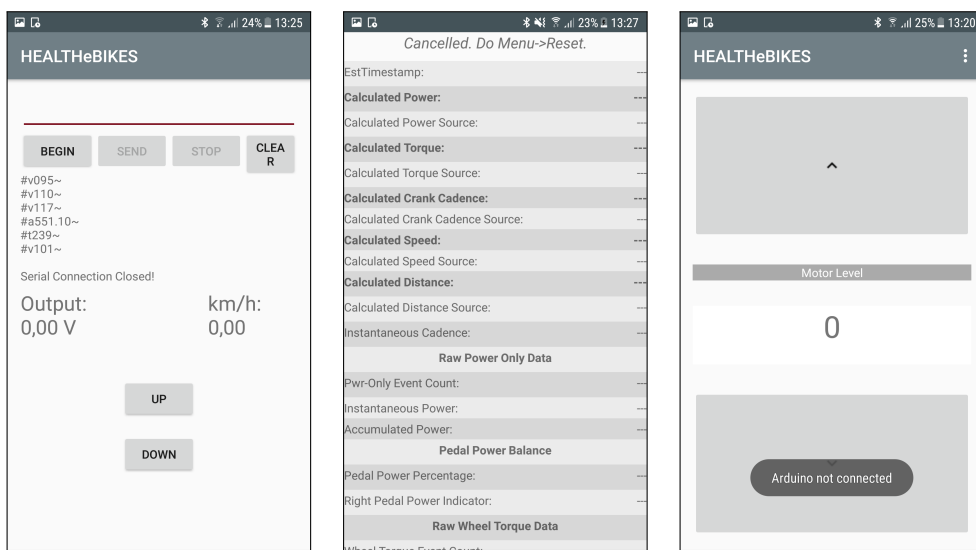 24% 13:25
HEALTHeBIKES
BEGIN
SEND
STOP
CLEA
R
#v095~
#v110~
#v117~
#a551.10~
#t239~
#v101~
Serial Connection Closed!
Output:
km/h:
0,00 V
0,00
UP
DOWN
23% 13:27
Cancelled. Do Menu->Reset.
EstTimestamp: ---
Calculated Power: ---
Calculated Power Source: ---
Calculated Torque: ---
Calculated Torque Source: ---
Calculated Crank Cadence: ---
Calculated Crank Cadence Source: ---
Calculated Speed: ---
Calculated Speed Source: ---
Calculated Distance: ---
Calculated Distance Source: ---
Instantaneous Cadence: ---
Raw Power Only Data
Pwr-Only Event Count: ---
Instantaneous Power: ---
Accumulated Power: ---
Pedal Power Balance
Pedal Power Percentage: ---
Right Pedal Power Indicator: ---
Raw Wheel Torque Data
Wheel Torque Event Count:
25% 13:20
HEALTHeBIKES
Motor Level
0
Arduino not connected